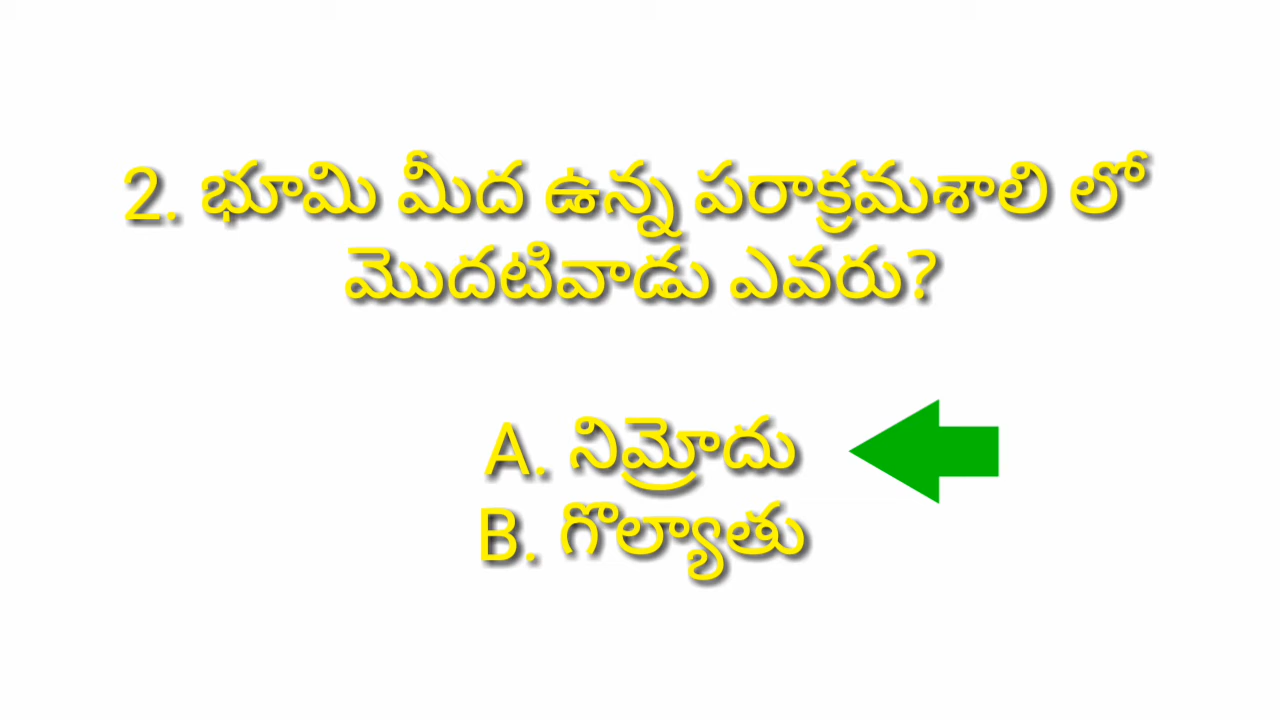 2. భూమి మీద ఉన్న పరాక్రమశాలి లో
మొదటివాడు ఎవరు?
A. నిమ్రోదు
B. గొల్యాతు